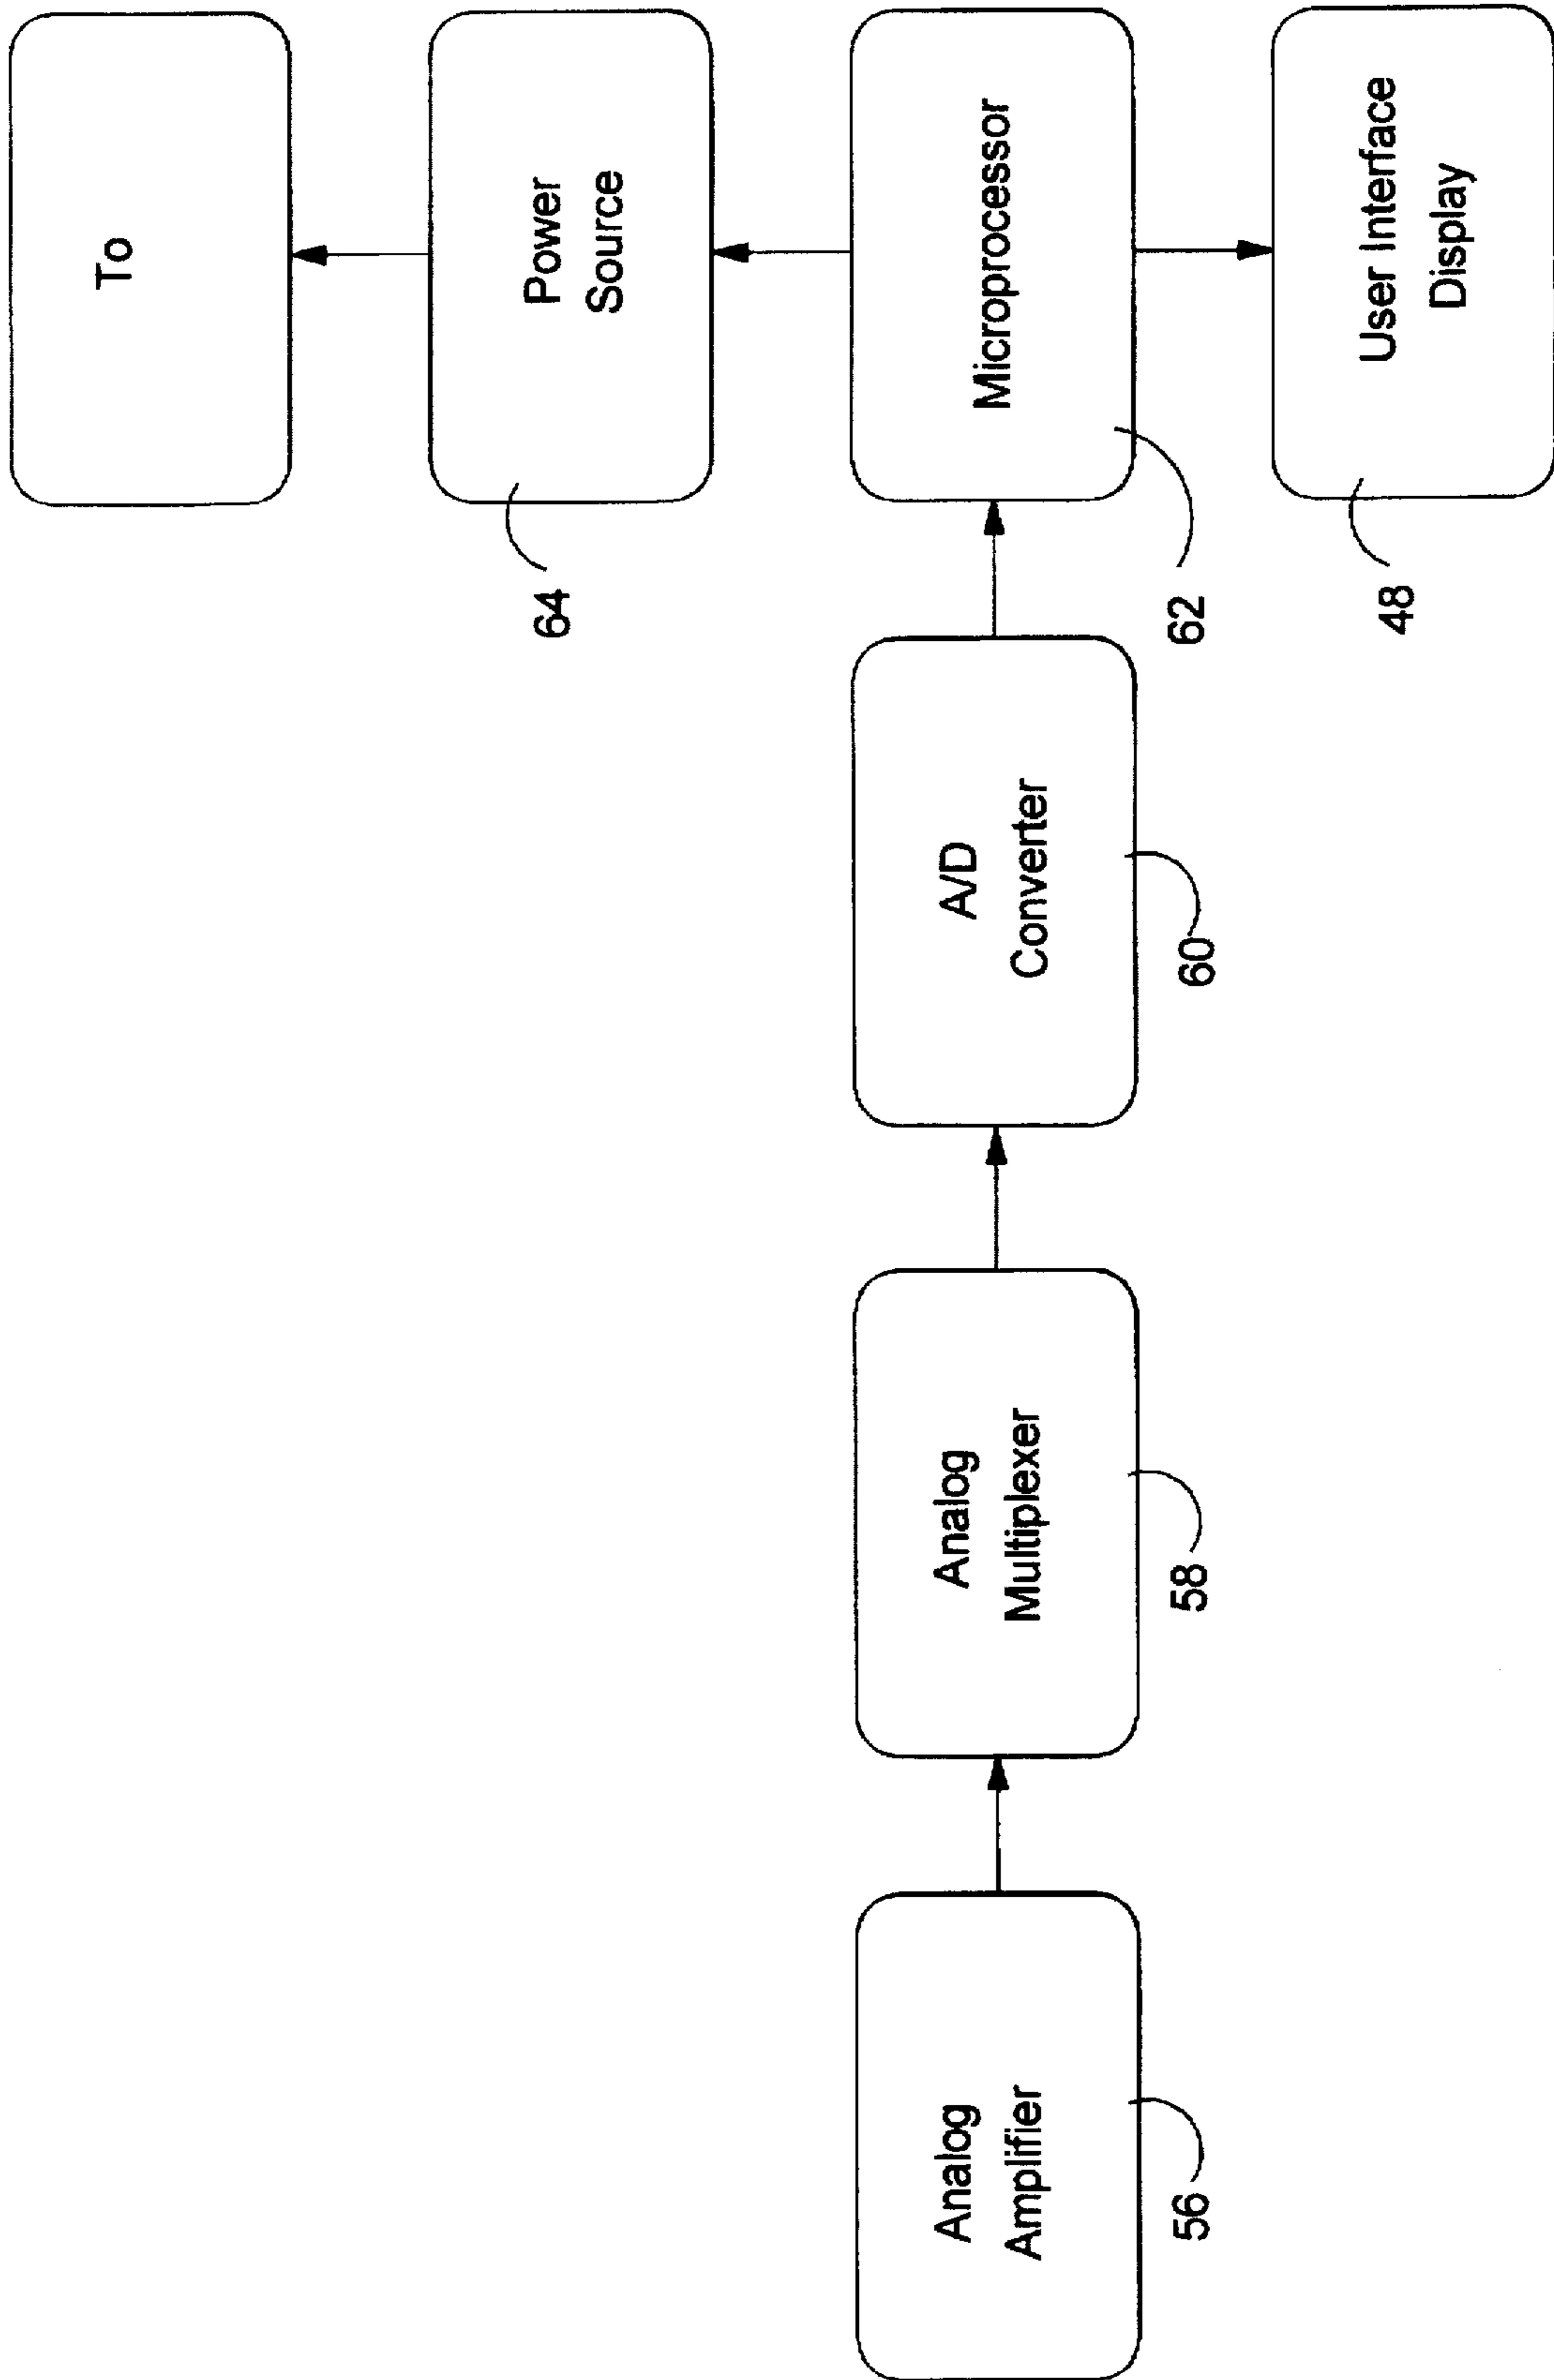 Analog
Amplifier
56
Analog
Multiplexer
58
A/D
Converter
60
To
Power
Source
64
Microprocessor
62
User Interface
Display
48